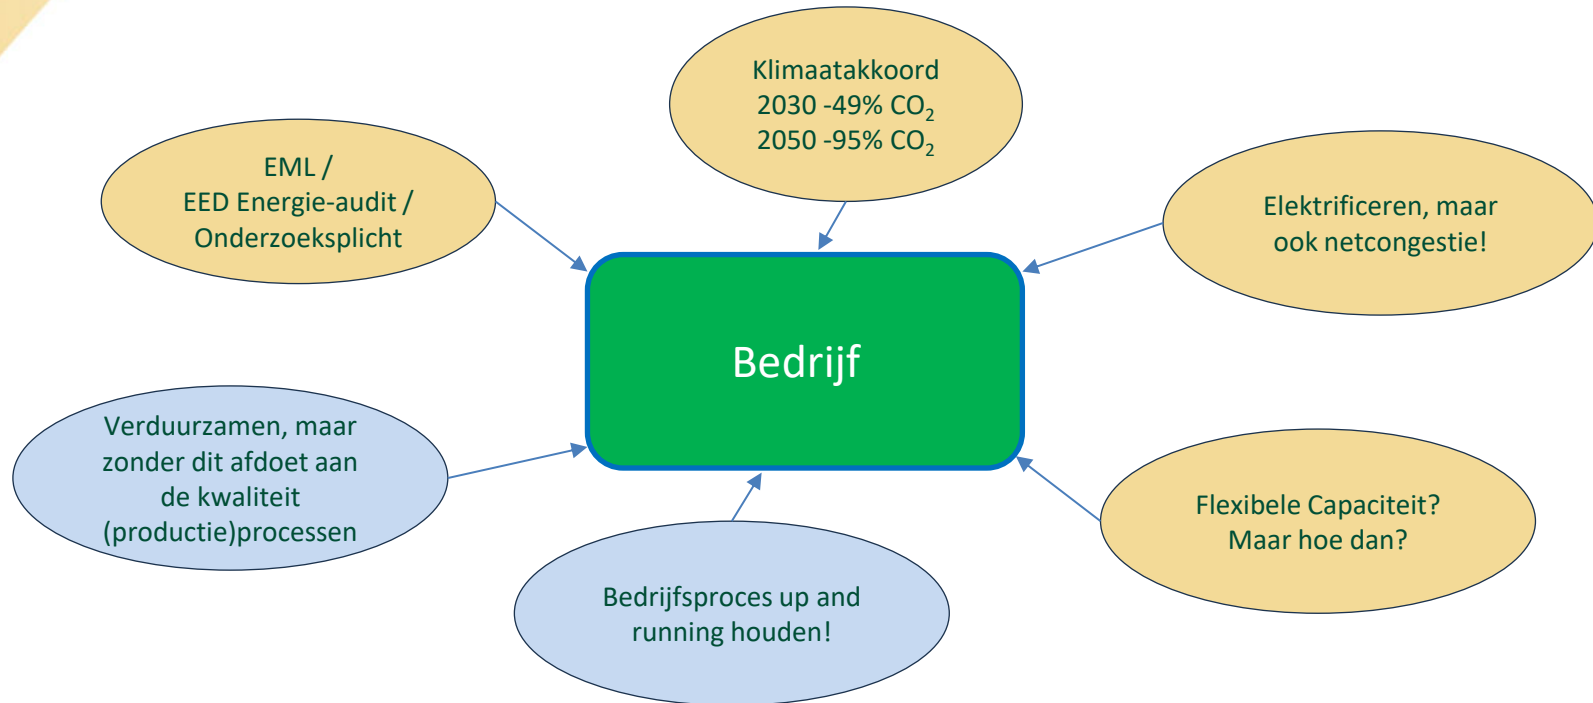 Klimaatakkoord
2030 -49% CO₂
2050 -95% CO₂
EML /
EED Energie-audit /
Onderzoeksplicht
Elektrificeren, maar
ook netcongestie!
Bedrijf
Verduurzamen, maar
zonder dit afdoet aan
de kwaliteit
(productie)processen
Flexibele Capaciteit?
Maar hoe dan?
Bedrijfsproces up and
running houden!